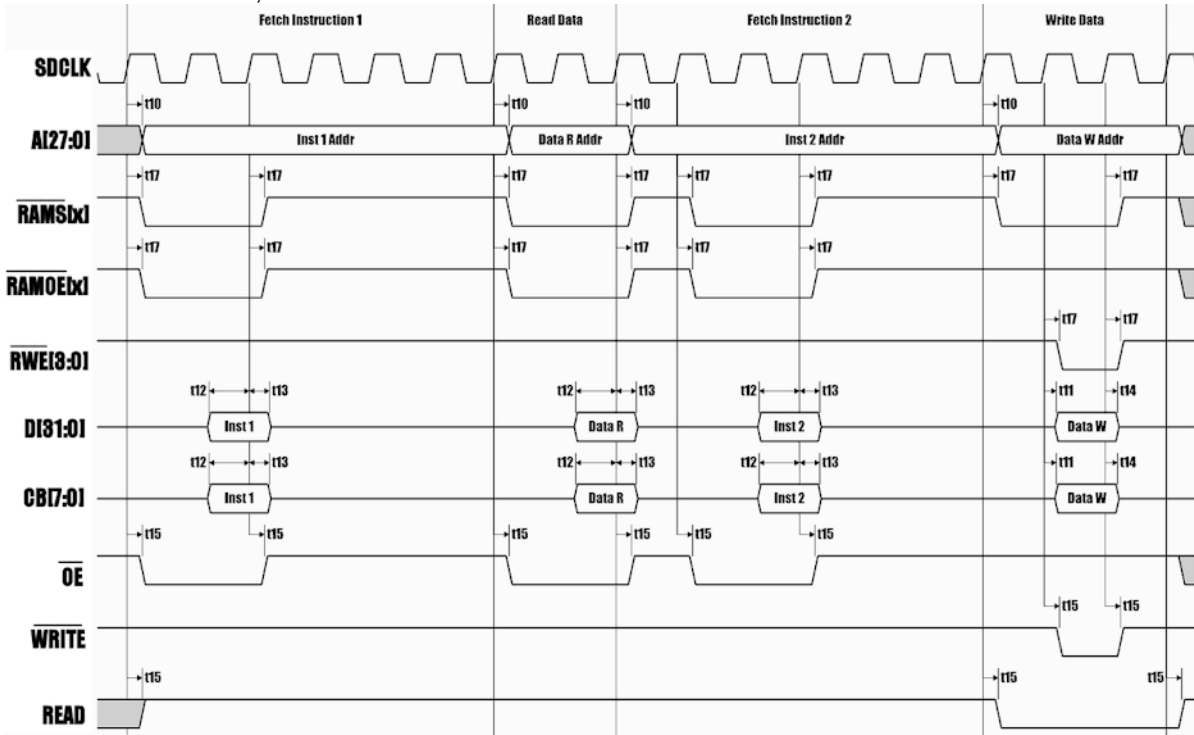 Fetch Instruction 1 Read Data Fetch Instruction 2 Write Data
SDCLK
t10 t10 t10 t10
A[27:0] Inst 1 Addr Data R Addr Inst 2 Addr Data W Addr
t17 t17 t17 t17 t17 t17 t17 t17
RAMS[x]
t17 t17 t17 t17 t17 t17
RAMOE[x]
t17 t17
RWE[3:0]
t12 t13 t12 t13 t12 t13 t11 t14
D[31:0] Inst 1 Data R Inst 2 Data W
t12 t13 t12 t13 t12 t13 t11 t14
CB[7:0] Inst 1 Data R Inst 2 Data W
t15 t15 t15 t15 t15 t15
OE
t15 t15
WRITE
t15 t15 t15
READ